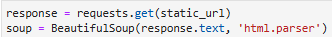 response = requests.get(static_url)
soup = BeautifulSoup(response.text, 'html.parser')